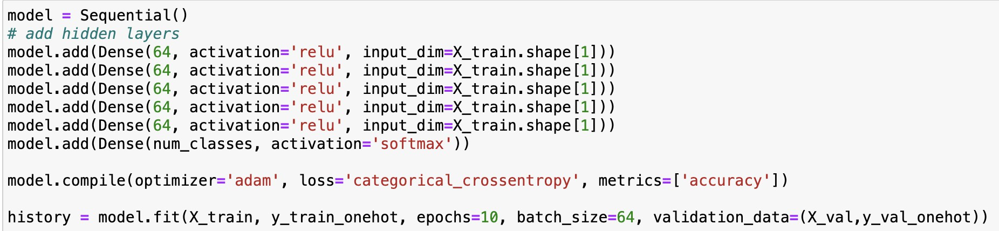 model = Sequential()
# add hidden layers
model.add(Dense(64, activation='relu', input_dim=X_train.shape[1]))
model.add(Dense(64, activation='relu', input_dim=X_train.shape[1]))
model.add(Dense(64, activation='relu', input_dim=X_train.shape[1]))
model.add(Dense(64, activation='relu', input_dim=X_train.shape[1]))
model.add(Dense(64, activation='relu', input_dim=X_train.shape[1]))
model.add(Dense(num_classes, activation='softmax'))

model.compile(optimizer='adam', loss='categorical_crossentropy', metrics=['accuracy'])

history = model.fit(X_train, y_train_onehot, epochs=10, batch_size=64, validation_data=(X_val,y_val_onehot))